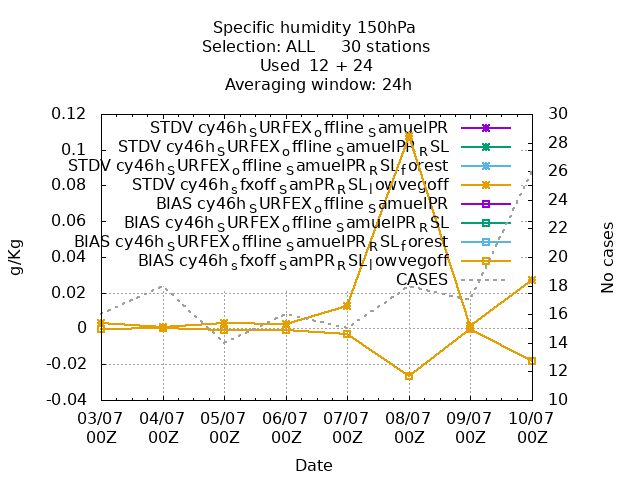 Specific humidity 150hPa
Selection: ALL 30 stations
Used 12 + 24
Averaging window: 24h
0.12
0.1
0.08
0.06
0.04
0.02
0
-0.02
-0.04
g/Kg
30
28
26
24
22
20
18
16
14
12
10
No cases
STDV cy46h_SURFEX_offline_SamuelPR
STDV cy46h_SURFEX_offline_SamuelPR_RSL
STDV cy46h_SURFEX_offline_SamuelPR_RSL_forest
STDV cy46h_sfxoff_SamPR_RSL_lowvegoff
BIAS cy46h_SURFEX_offline_SamuelPR
BIAS cy46h_SURFEX_offline_SamuelPR_RSL
BIAS cy46h_SURFEX_offline_SamuelPR_RSL_forest
BIAS cy46h_sfxoff_SamPR_RSL_lowvegoff
CASES
03/07 04/07 05/07 06/07 07/07 08/07 09/07 10/07
00Z 00Z 00Z 00Z 00Z 00Z 00Z 00Z
Date